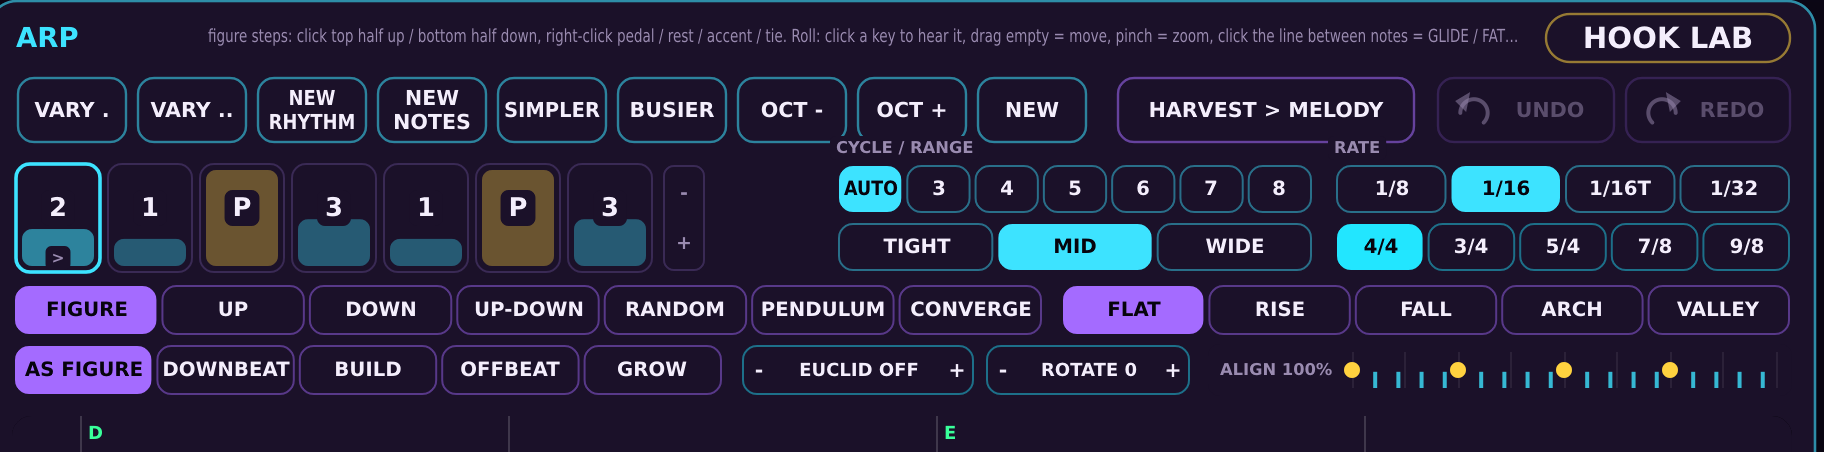 ARP
figure steps: click top half up / bottom half down, right-click pedal / rest / accent / tie. Roll: click a key to hear it, drag empty = move, pinch = zoom, click the line between notes = GLIDE / FAT...
HOOK LAB
VARY .
VARY ..
NEW RHYTHM
NEW NOTES
SIMPLER
BUSIER
OCT -
OCT +
NEW
HARVEST > MELODY
UNDO
REDO
CYCLE / RANGE
RATE
2
>
1
P
3
1
P
3
-
+
AUTO 3 4 5 6 7 8
1/8 1/16 1/16T 1/32
TIGHT MID WIDE
4/4 3/4 5/4 7/8 9/8
FIGURE UP DOWN UP-DOWN RANDOM PENDULUM CONVERGE
FLAT RISE FALL ARCH VALLEY
AS FIGURE DOWNBEAT BUILD OFFBEAT GROW
- EUCLID OFF +
- ROTATE 0 +
ALIGN 100%
D
E